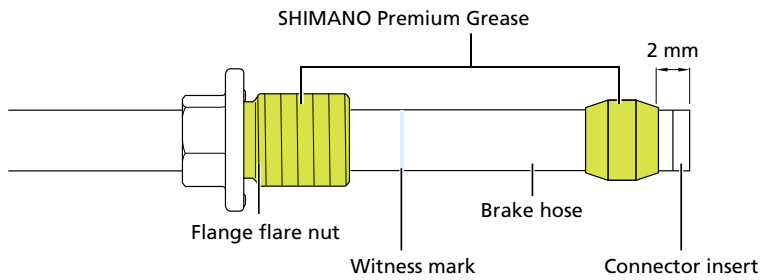 SHIMANO Premium Grease
2 mm
Brake hose
Flange flare nut
Witness mark
Connector insert